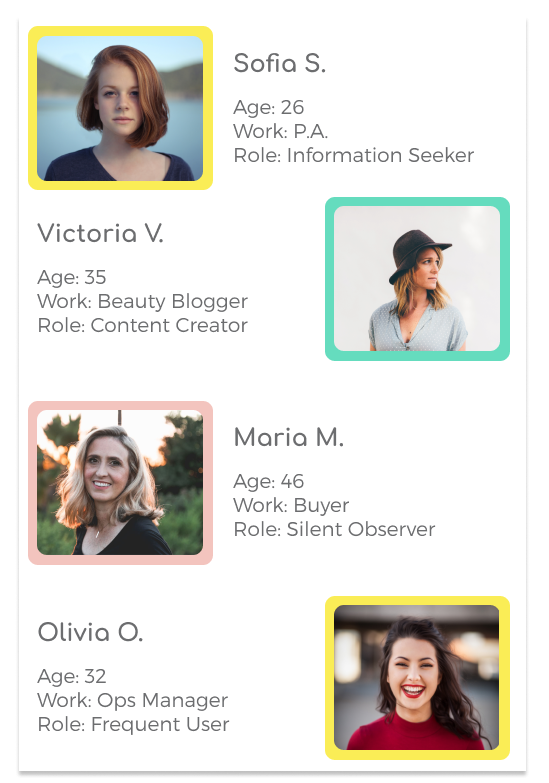 Sofia S.
Age: 26
Work: P.A.
Role: Information Seeker
Victoria V.
Age: 35
Work: Beauty Blogger
Role: Content Creator
Maria M.
Age: 46
Work: Buyer
Role: Silent Observer
Olivia O.
Age: 32
Work: Ops Manager
Role: Frequent User